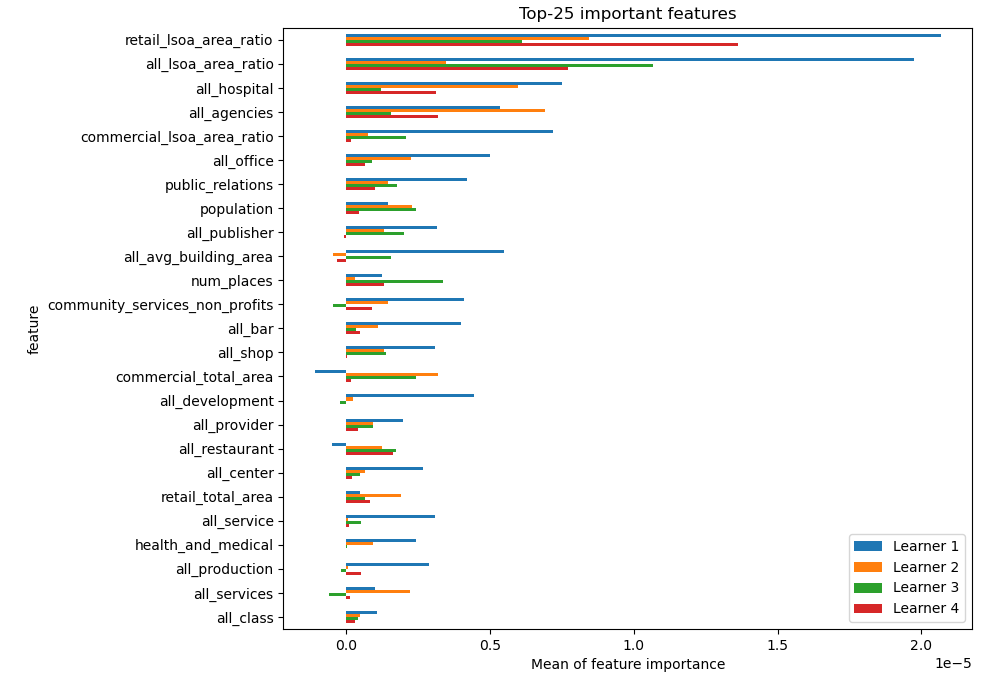 Top-25 important features
retail_lsoa_area_ratio
all_lsoa_area_ratio
all_hospital
all_agencies
commercial_lsoa_area_ratio
all_office
public_relations
population
all_publisher
all_avg_building_area
num_places
community_services_non_profits
all_bar
all_shop
commercial_total_area
all_development
all_provider
all_restaurant
all_center
retail_total_area
all_service
health_and_medical
all_production
all_services
all_class
feature
Learner 1
Learner 2
Learner 3
Learner 4
0.0 0.5 1.0 1.5 2.0
1e−5
Mean of feature importance